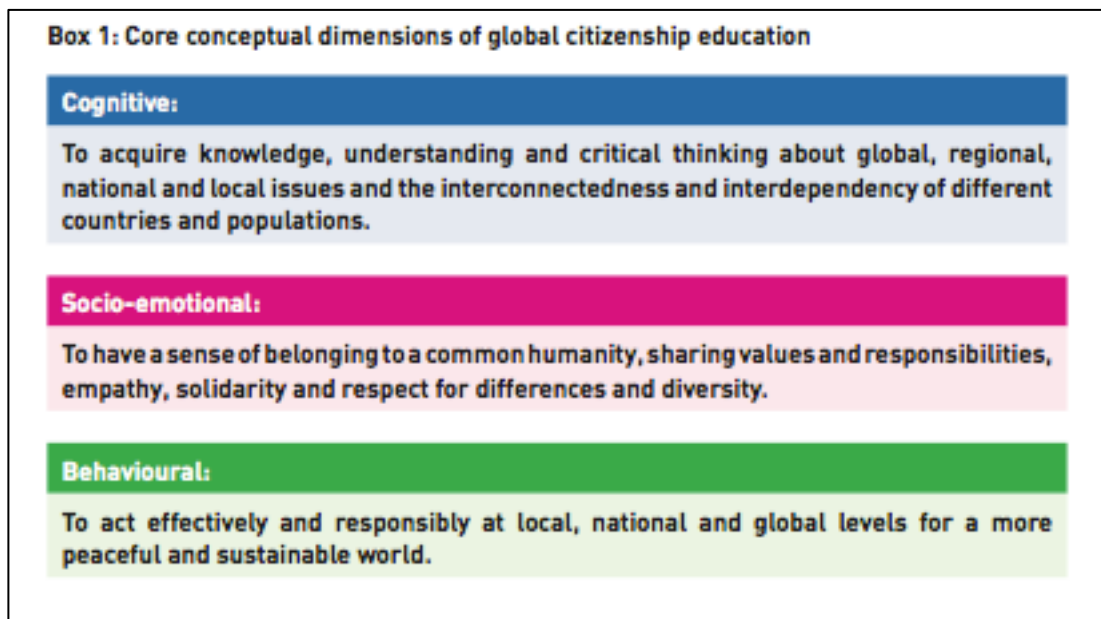 Box 1: Core conceptual dimensions of global citizenship education
Cognitive:
To acquire knowledge, understanding and critical thinking about global, regional,
national and local issues and the interconnectedness and interdependency of different
countries and populations.
Socio-emotional:
To have a sense of belonging to a common humanity, sharing values and responsibilities,
empathy, solidarity and respect for differences and diversity.
Behavioural:
To act effectively and responsibly at local, national and global levels for a more
peaceful and sustainable world.